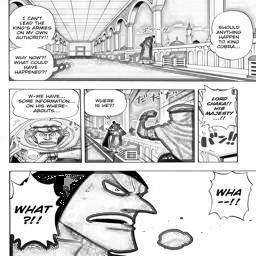 SHOULD
ANYTHING
HAPPEN
TO KING
COBRA...
I CAN'T
LEAD THE
KING'S ARMIES
ON MY OWN
AUTHORITY!!
WHY NOW?!
WHAT COULD
HAVE
HAPPENED?!
LORD
CHAKA!!
HIS
MAJESTY
...!!
バン!!
WHERE
IS HE?!
W-WE HAVE...
SOME
INFORMATION...
ON HIS WHERE-
ABOUTS....
WHA
--!!
WHAT
?!!